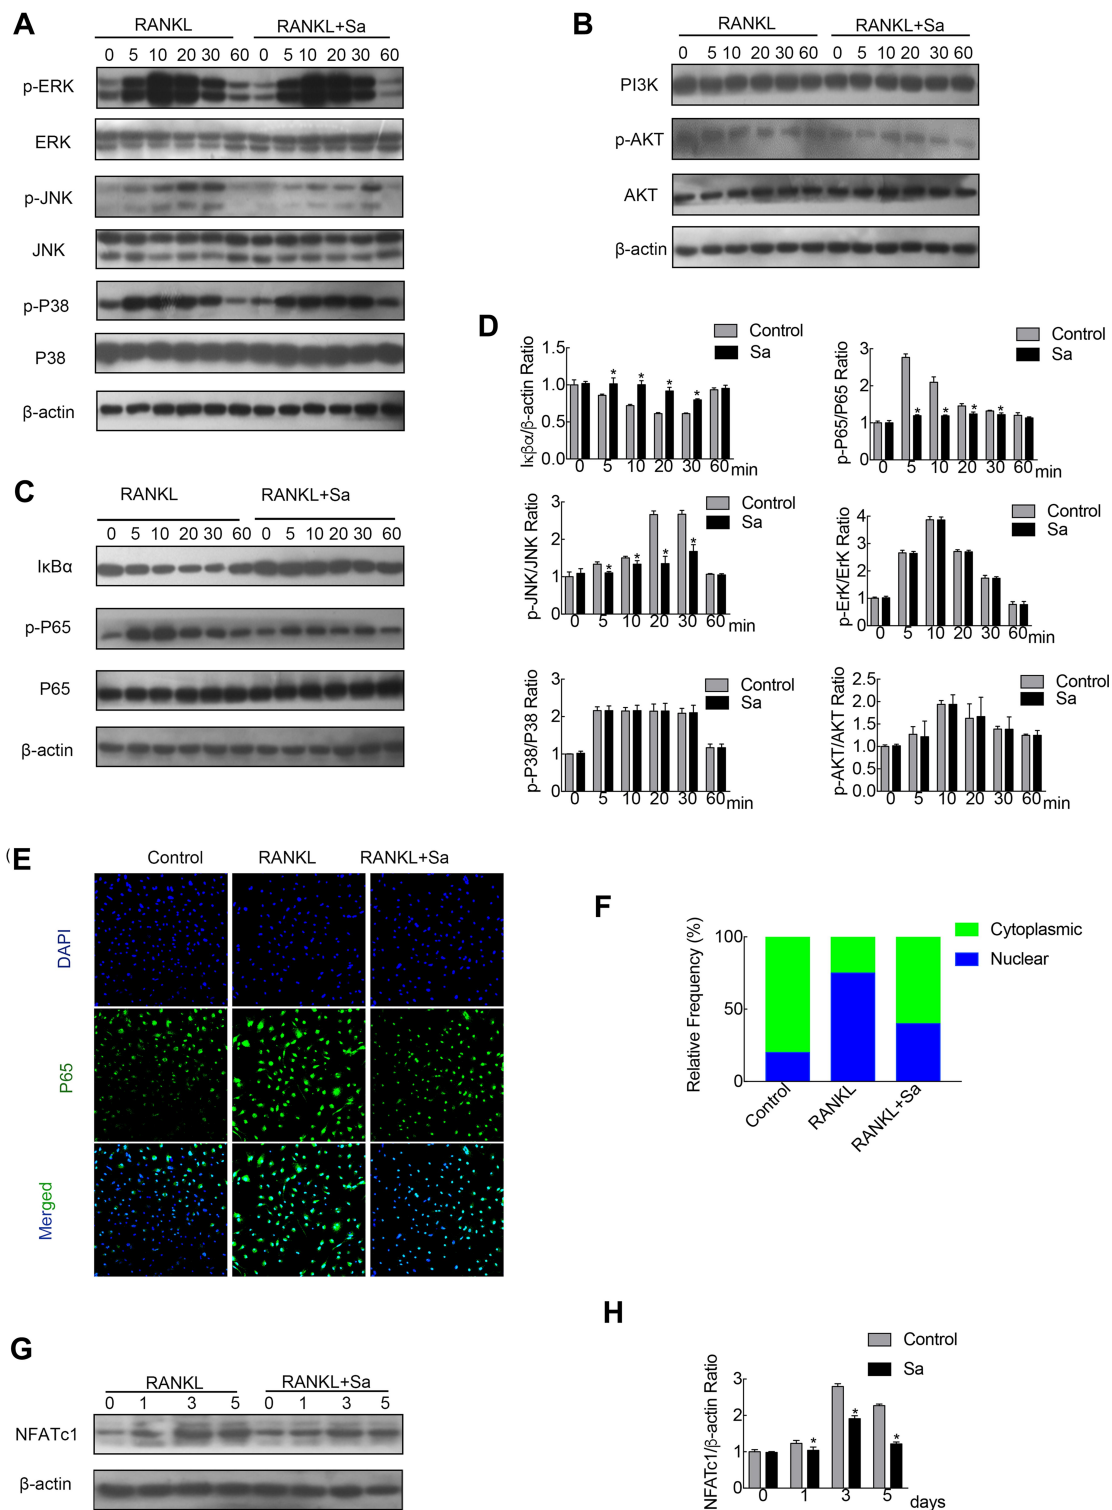 A
RANKL RANKL+Sa
0 5 10 20 30 60 0 5 10 20 30 60
p-ERK
ERK
p-JNK
JNK
p-P38
P38
β-actin
B
RANKL RANKL+Sa
0 5 10 20 30 60 0 5 10 20 30 60
PI3K
p-AKT
AKT
β-actin
C
RANKL RANKL+Sa
0 5 10 20 30 60 0 5 10 20 30 60
IκBα
p-P65
P65
β-actin
D
Control
Sa
Iκβα/β-actin Ratio
1.5
1.0
0.5
0.0
* * * *
0 5 10 20 30 60 min
Control
Sa
p-P65/P65 Ratio
3
2
1
0
* * * *
0 5 10 20 30 60 min
Control
Sa
p-JNK/JNK Ratio
3
2
1
0
* * * *
0 5 10 20 30 60 min
Control
Sa
p-ErK/ErK Ratio
4
3
2
1
0
0 5 10 20 30 60 min
Control
Sa
p-P38/P38 Ratio
3
2
1
0
0 5 10 20 30 60 min
Control
Sa
p-AKT/AKT Ratio
2.5
2.0
1.5
1.0
0.5
0.0
0 5 10 20 30 60 min
(E
Control RANKL RANKL+Sa
DAPI
P65
Merged
F
Relative Frequency (%)
100
50
0
Control RANKL RANKL+Sa
Cytoplasmic
Nuclear
G
RANKL RANKL+Sa
0 1 3 5 0 1 3 5
NFATc1
β-actin
H
Control
Sa
NFATc1/β-actin Ratio
3
2
1
0
* * *
0 1 3 5 days